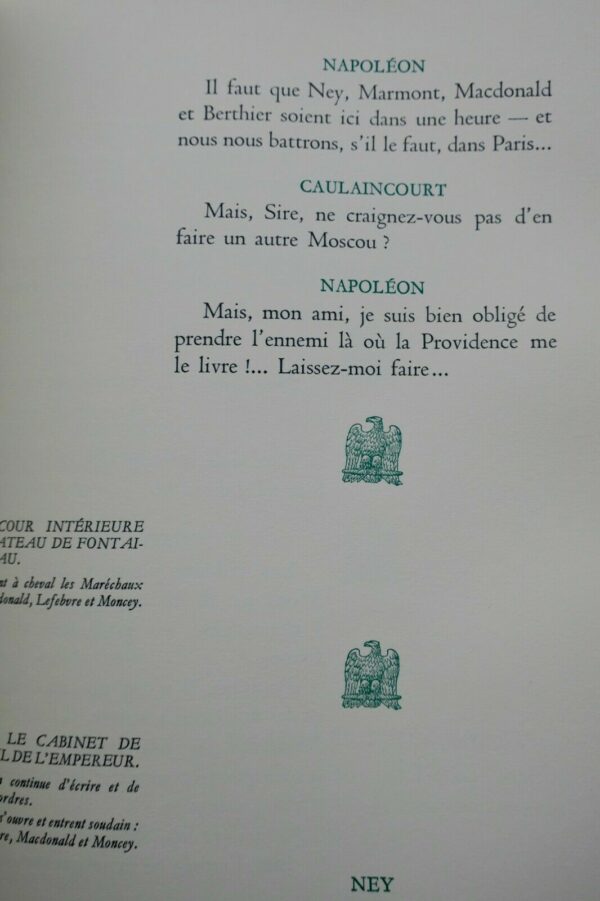 NAPOLÉON
Il faut que Ney, Marmont, Macdonald
et Berthier soient ici dans une heure — et
nous nous battrons, s'il le faut, dans Paris...
CAULAINCOURT
Mais, Sire, ne craignez-vous pas d'en
faire un autre Moscou ?
NAPOLÉON
Mais, mon ami, je suis bien obligé de
prendre l'ennemi là où la Providence me
le livre !... Laissez-moi faire...
COUR INTÉRIEURE
ATEAU DE FONTAI-
AU.
nt à cheval les Maréchaux
donald, Lefebvre et Moncey.
LE CABINET DE
L DE L'EMPEREUR.
continue d'écrire et de
ordres.
s'ouvre et entrent soudain :
re, Macdonald et Moncey.
NEY